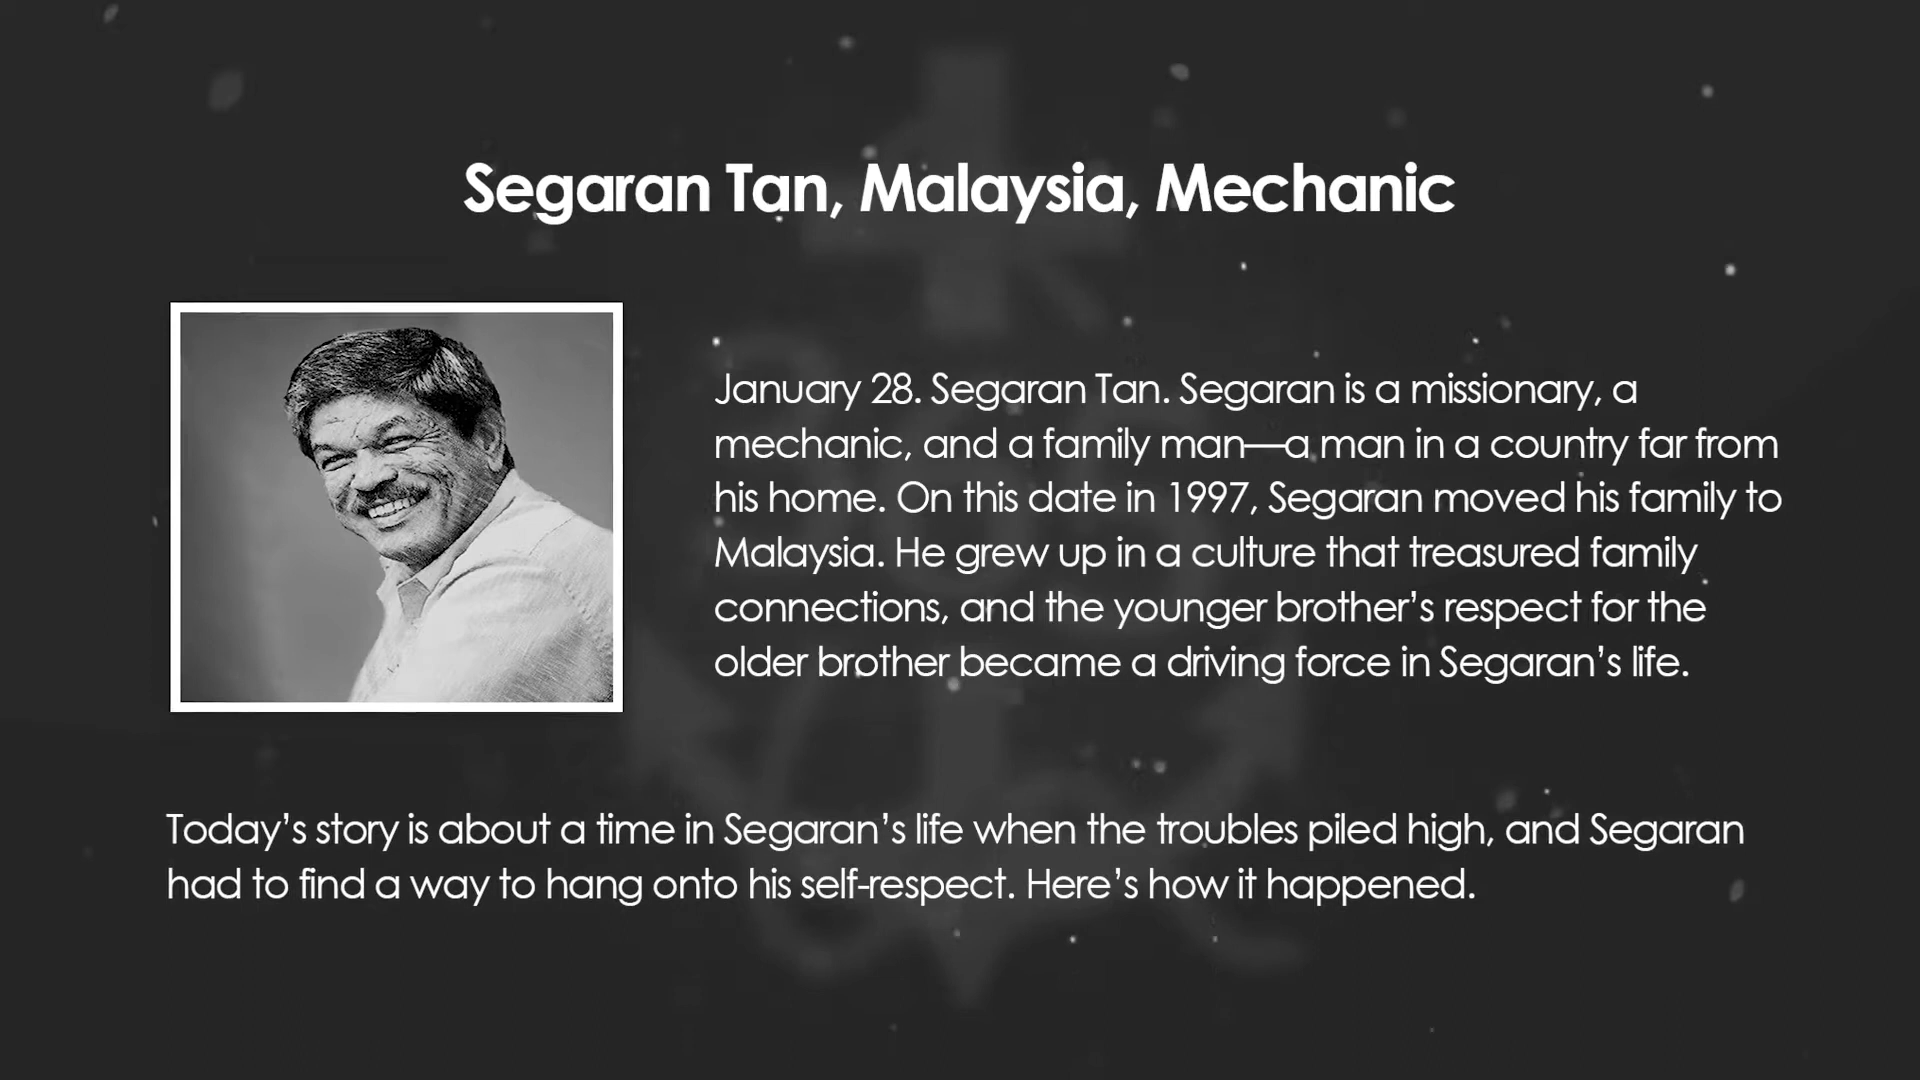 Segaran Tan, Malaysia, Mechanic
January 28. Segaran Tan. Segaran is a missionary, a
mechanic, and a family man—a man in a country far from
his home. On this date in 1997, Segaran moved his family to
Malaysia. He grew up in a culture that treasured family
connections, and the younger brother’s respect for the
older brother became a driving force in Segaran’s life.
Today’s story is about a time in Segaran’s life when the troubles piled high, and Segaran
had to find a way to hang onto his self-respect. Here’s how it happened.